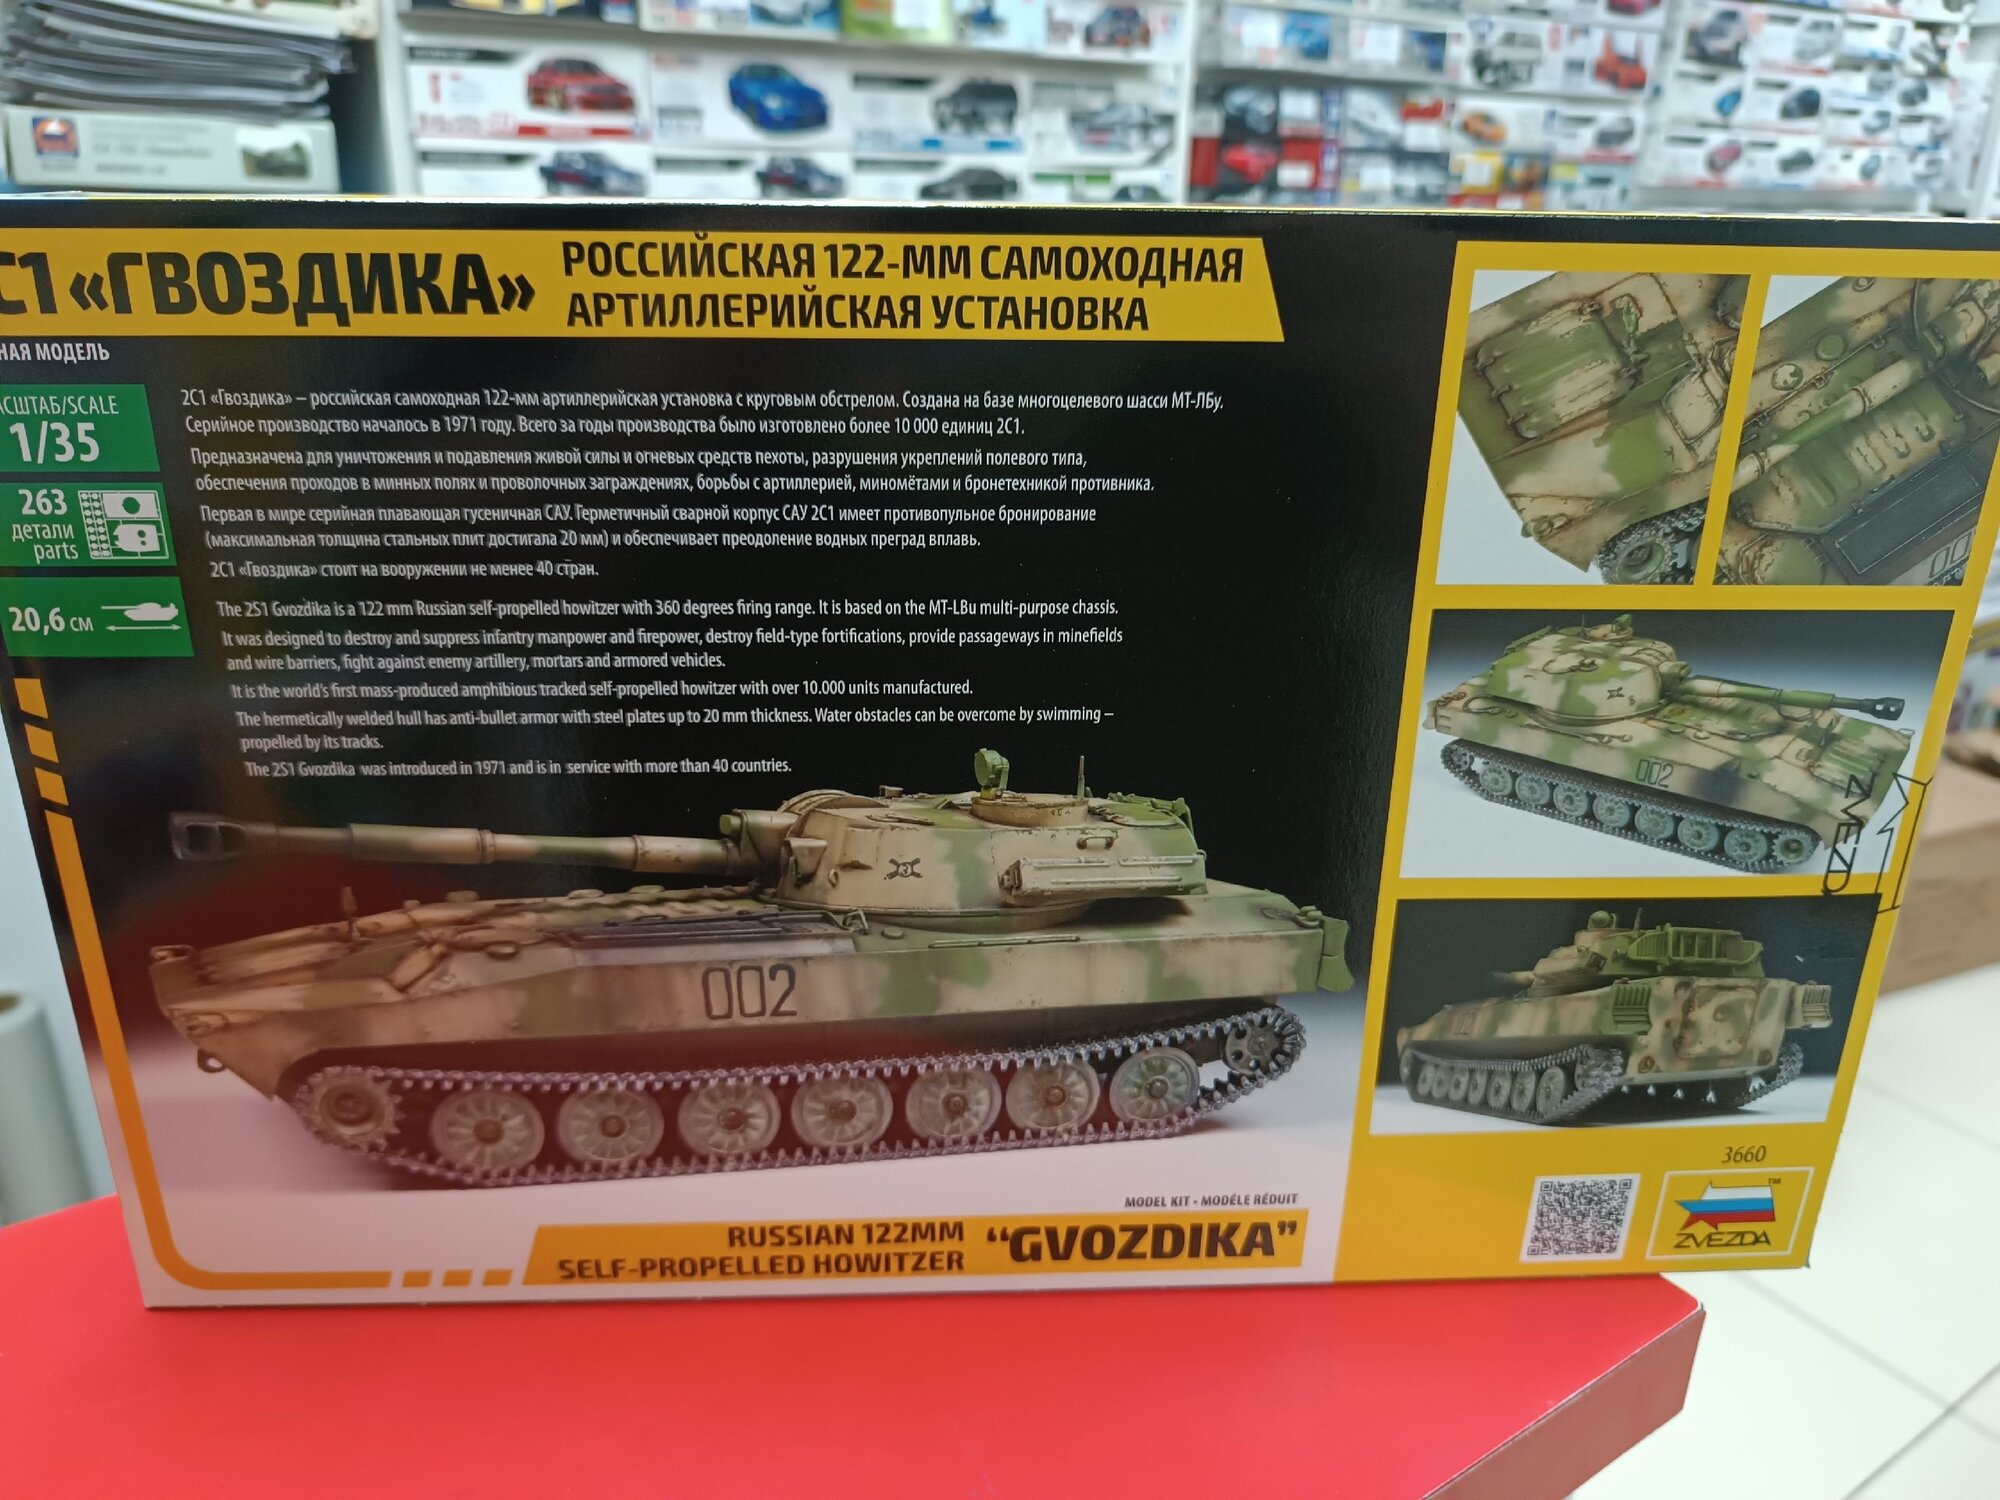 С1 «ГВОЗДИКА»
РОССИЙСКАЯ 122-ММ САМОХОДНАЯ
АРТИЛЛЕРИЙСКАЯ УСТАНОВКА
НАЯ МОДЕЛЬ
АСШТАБ/SCALE
1/35
263
детали
parts
20,6 см
2С1 «Гвоздика» – российская самоходная 122-мм артиллерийская установка с круговым обстрелом. Создана на базе многоцелевого шасси МТ-ЛБу.
Серийное производство началось в 1971 году. Всего за годы производства было изготовлено более 10 000 единиц 2С1.
Предназначена для уничтожения и подавления живой силы и огневых средств пехоты, разрушения укреплений полевого типа,
обеспечения проходов в минных полях и проволочных заграждениях, борьбы с артиллерией, миномётами и бронетехникой противника.
Первая в мире серийная плавающая гусеничная САУ. Герметичный сварной корпус САУ 2С1 имеет противопульное бронирование
(максимальная толщина стальных плит достигала 20 мм) и обеспечивает преодоление водных преград вплавь.
2С1 «Гвоздика» стоит на вооружении не менее 40 стран.
The 2S1 Gvozdika is a 122 mm Russian self-propelled howitzer with 360 degrees firing range. It is based on the MT-LBu multi-purpose chassis.
It was designed to destroy and suppress infantry manpower and firepower, destroy field-type fortifications, provide passageways in minefields
and wire barriers, fight against enemy artillery, mortars and armored vehicles.
It is the world's first mass-produced amphibious tracked self-propelled howitzer with over 10.000 units manufactured.
The hermetically welded hull has anti-bullet armor with steel plates up to 20 mm thickness. Water obstacles can be overcome by swimming –
propelled by its tracks.
The 2S1 Gvozdika was introduced in 1971 and is in service with more than 40 countries.
002
002
ZVEZDA
3660
ZVEZDA
TM
MODEL KIT • MODÉLE RÉDUIT
RUSSIAN 122MM
SELF-PROPELLED HOWITZER
“GVOZDIKA”